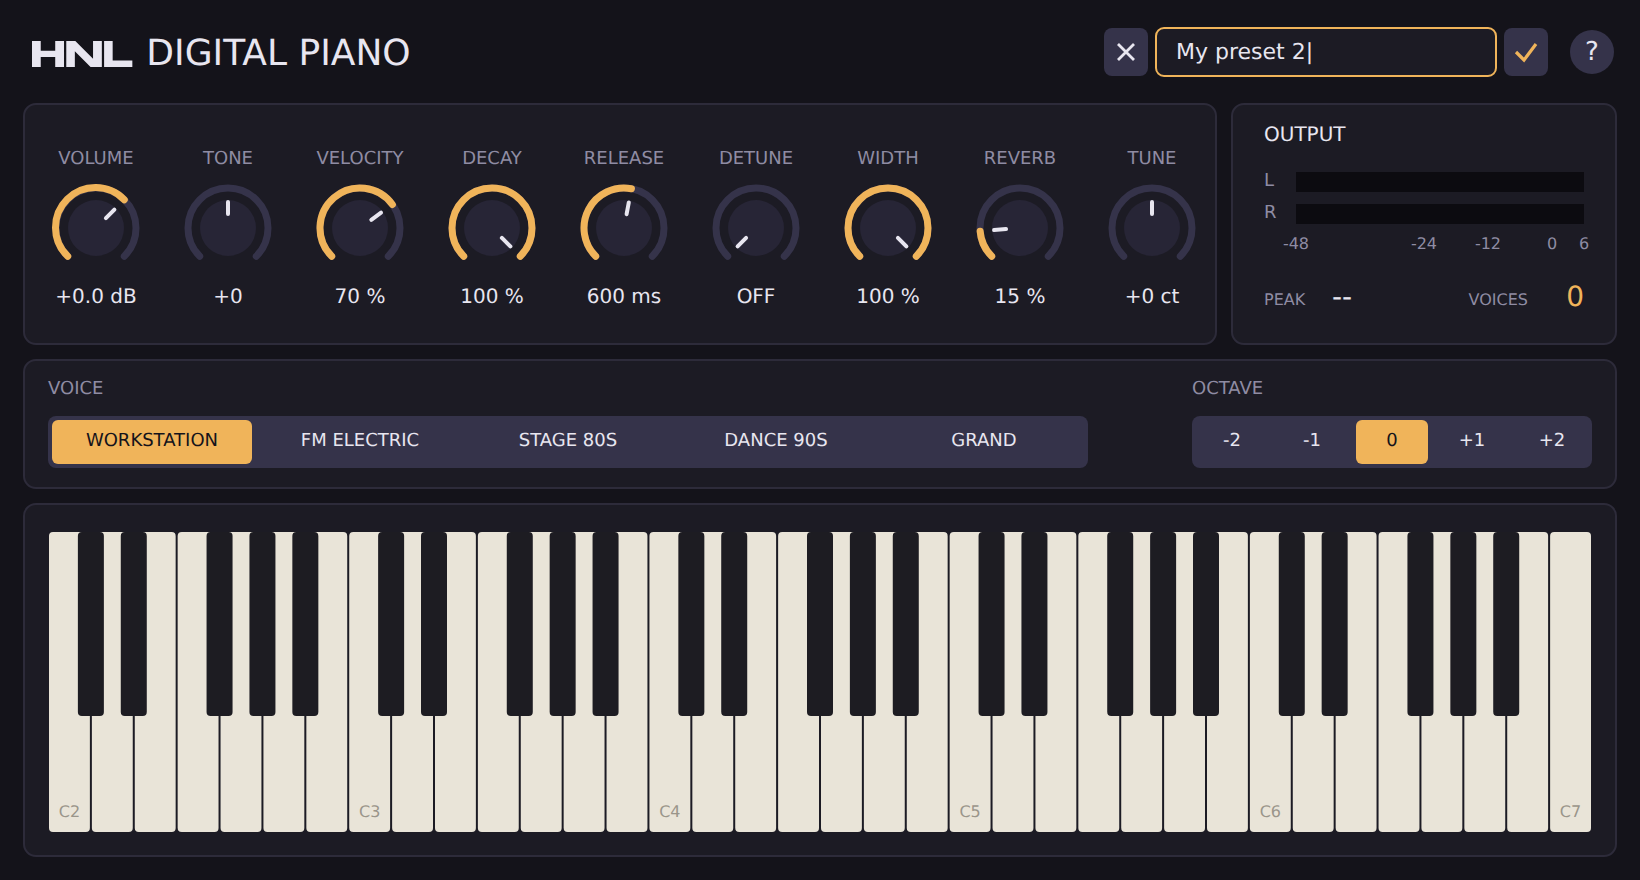 HNL DIGITAL PIANO
My preset 2
?
VOLUME TONE VELOCITY DECAY RELEASE DETUNE WIDTH REVERB TUNE
+0.0 dB +0 70 % 100 % 600 ms OFF 100 % 15 % +0 ct
OUTPUT
L
R
-48 -24 -12 0 6
PEAK -- VOICES 0
VOICE
WORKSTATION FM ELECTRIC STAGE 80S DANCE 90S GRAND
OCTAVE
-2 -1 0 +1 +2
C2 C3 C4 C5 C6 C7